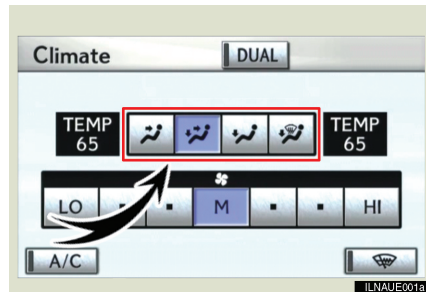 Climate
DUAL
TEMP
65
TEMP
65
LO
M
HI
A/C
ILNAUE001a